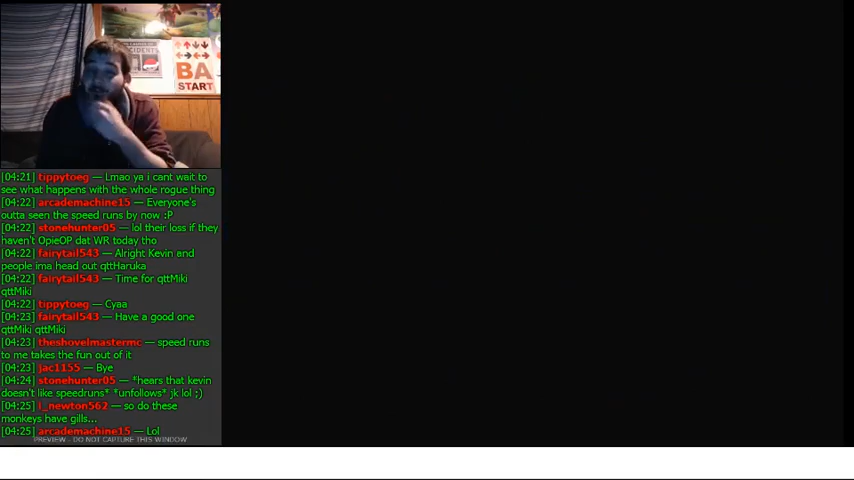 ACCIDENTS
BA
START
[04:21] tippytoeg — Lmao ya i cant wait to
see what happens with the whole rogue thing
[04:22] arcademachine15 — Everyone's
outta seen the speed runs by now :P
[04:22] stonehunter05 — lol their loss if they
haven't OpieOP dat WR today tho
[04:22] fairytail543 — Alright Kevin and
people ima head out qttHaruka
[04:22] fairytail543 — Time for qttMiki
qttMiki
[04:22] tippytoeg — Cyaa
[04:23] fairytail543 — Have a good one
qttMiki qttMiki
[04:23] theshovelmastermc — speed runs
to me takes the fun out of it
[04:23] jac1155 — Bye
[04:24] stonehunter05 — *hears that kevin
doesn't like speedruns* *unfollows* jk lol ;)
[04:25] i_newton562 — so do these
monkeys have gills...
[04:25] arcademachine15 — Lol
PREVIEW - DO NOT CAPTURE THIS WINDOW